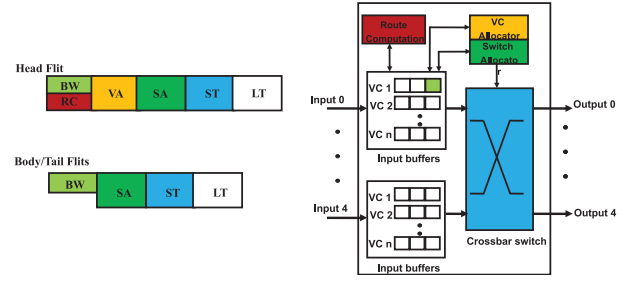 Head Flit
BW
RC
VA
SA
ST
LT
Body/Tail Flits
BW
SA
ST
LT
Route
Computation
VC
Allocator
Switch
Allocato
r
Input 0
VC 1
VC 2
VC n
Input buffers
Output 0
Input 4
VC 1
VC 2
VC n
Input buffers
Output 4
Crossbar switch